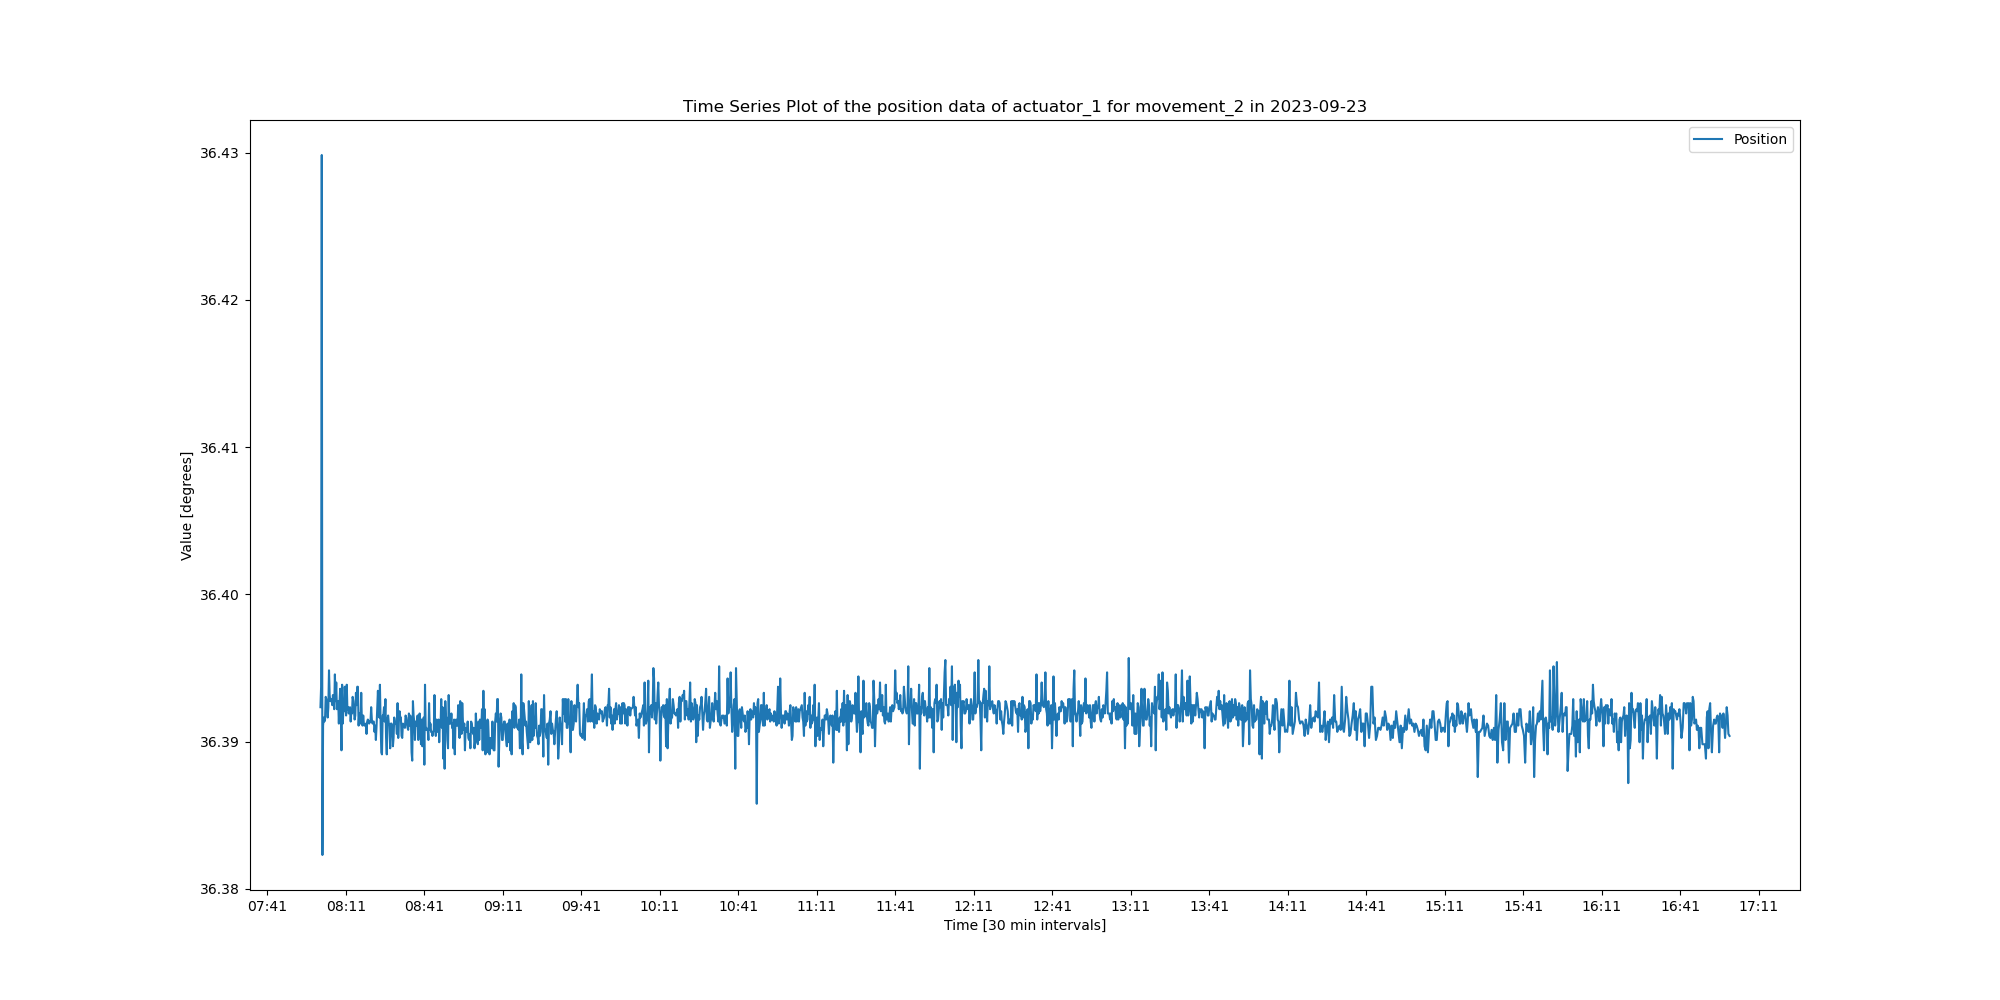 Time Series Plot of the position data of actuator_1 for movement_2 in 2023-09-23
Position
36.43
36.42
36.41
36.40
36.39
36.38
Value [degrees]
07:41 08:11 08:41 09:11 09:41 10:11 10:41 11:11 11:41 12:11 12:41 13:11 13:41 14:11 14:41 15:11 15:41 16:11 16:41 17:11
Time [30 min intervals]